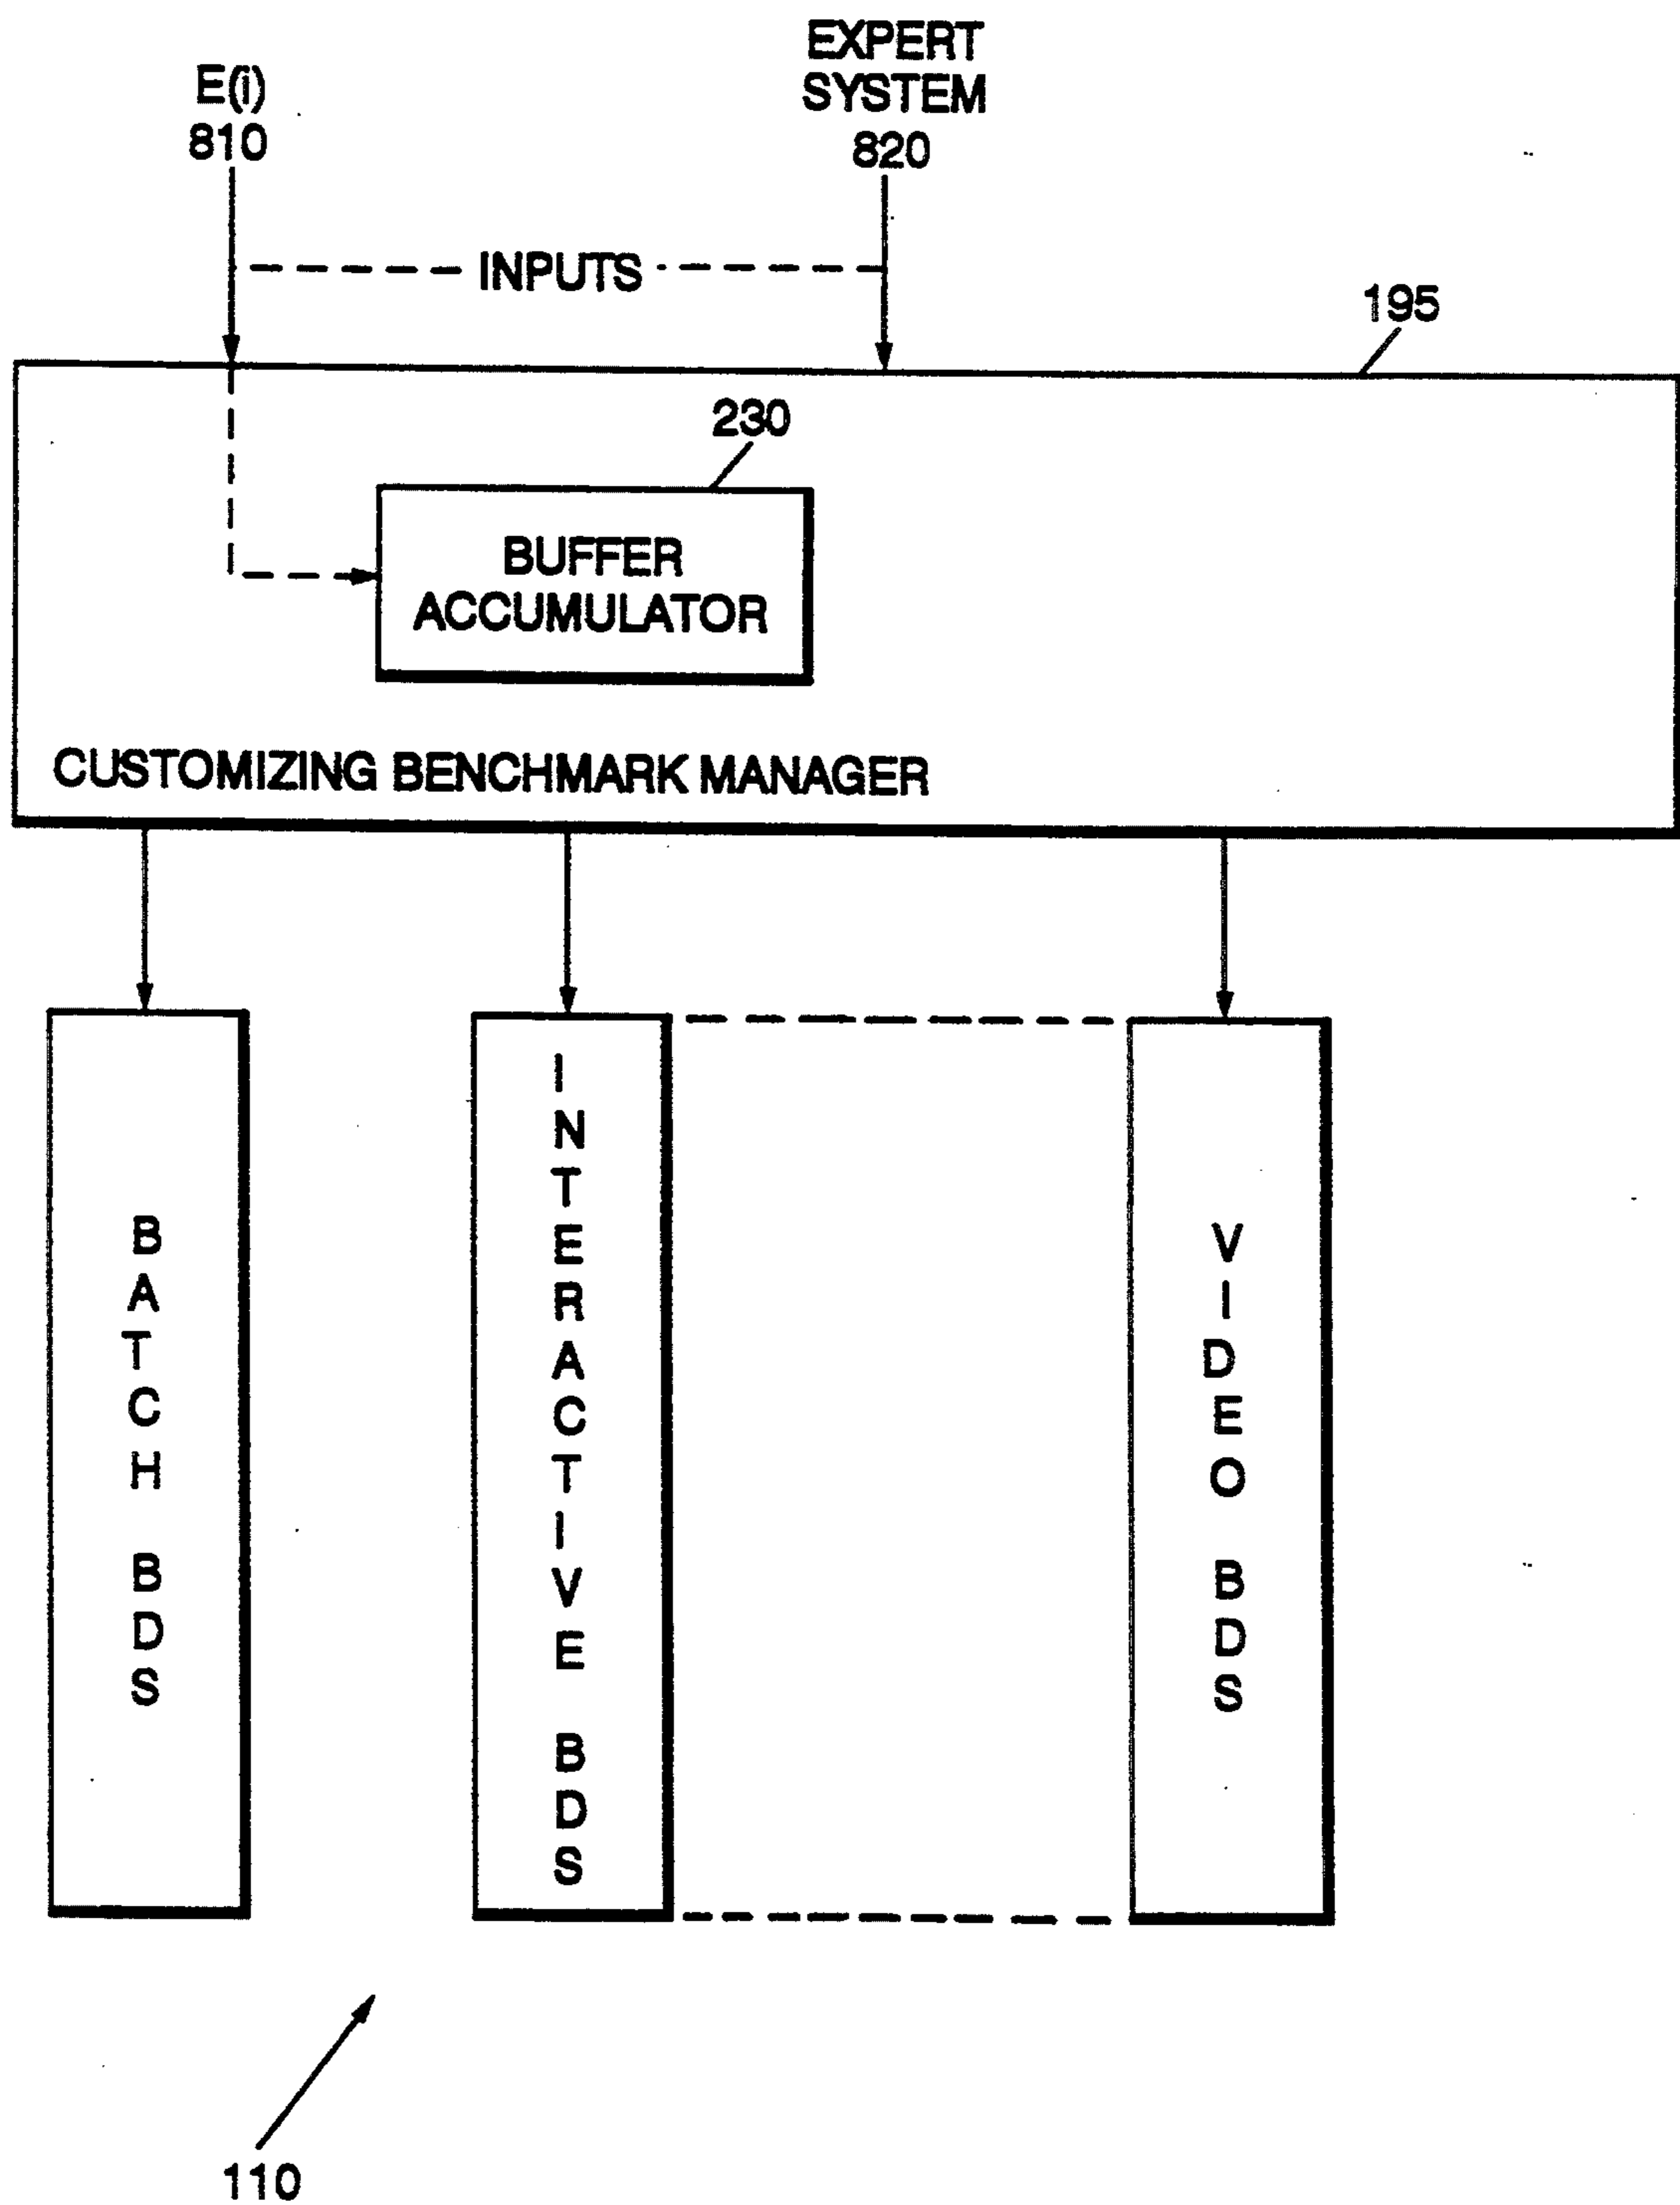 E(i)
810
EXPERT
SYSTEM
820
INPUTS
195
230
BUFFER
ACCUMULATOR
CUSTOMIZING BENCHMARK MANAGER
BATCH BDS
INTERACTIVE BDS
VIDEO BDS
110